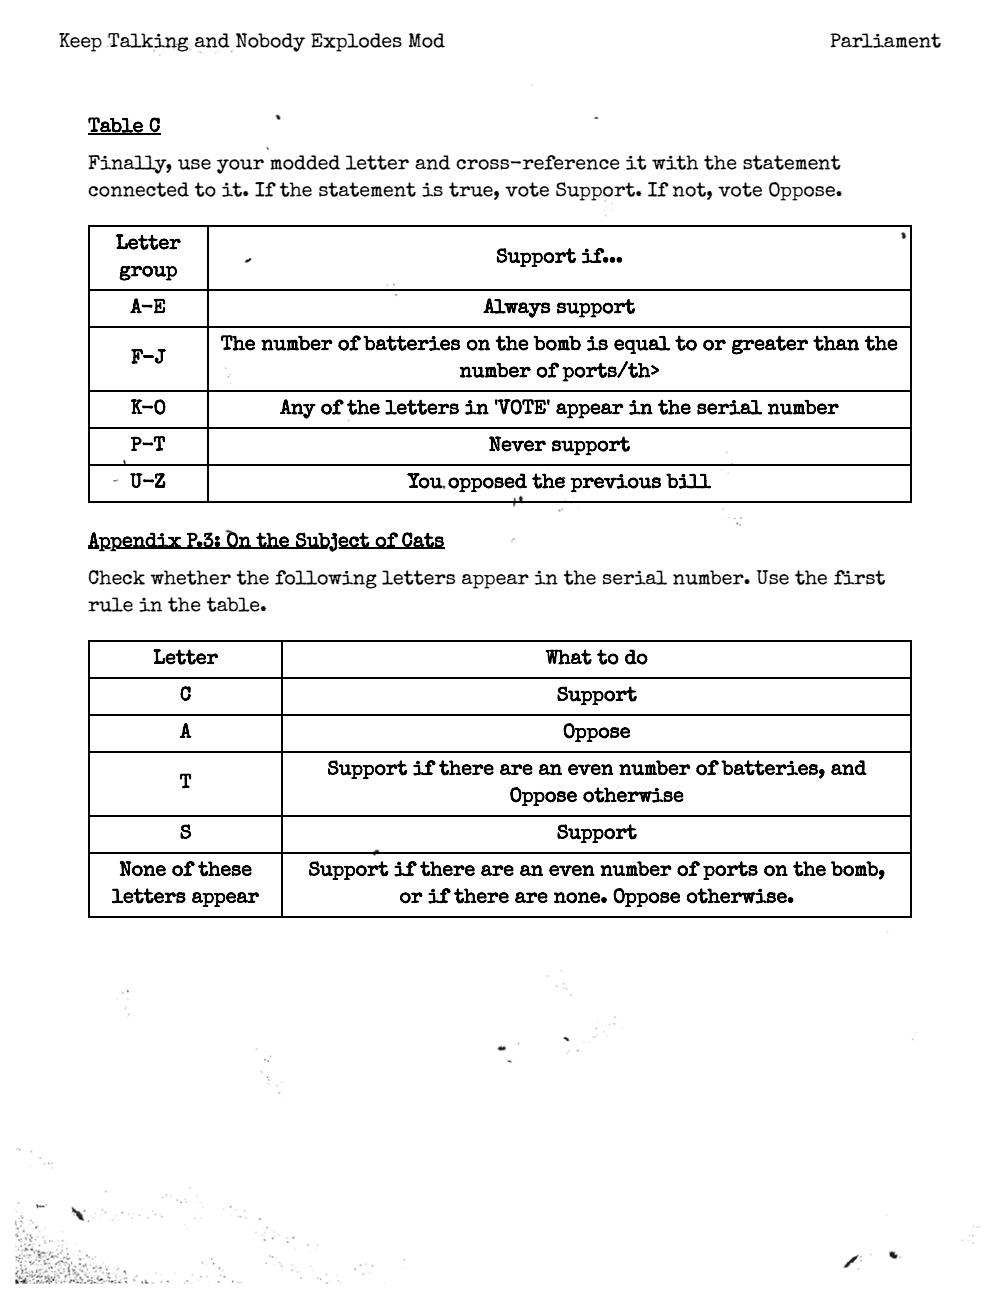 Keep Talking and Nobody Explodes Mod
Parliament
Table C
Finally, use your modded letter and cross-reference it with the statement
connected to it. If the statement is true, vote Support. If not, vote Oppose.
Letter
group
Support if...
A-E
Always support
F-J
The number of batteries on the bomb is equal to or greater than the
number of ports/th>
K-O
Any of the letters in 'VOTE' appear in the serial number
P-T
Never support
U-Z
You opposed the previous bill
Appendix P.3: On the Subject of Cats
Check whether the following letters appear in the serial number. Use the first
rule in the table.
Letter
What to do
C
Support
A
Oppose
T
Support if there are an even number of batteries, and
Oppose otherwise
S
Support
None of these
letters appear
Support if there are an even number of ports on the bomb,
or if there are none. Oppose otherwise.